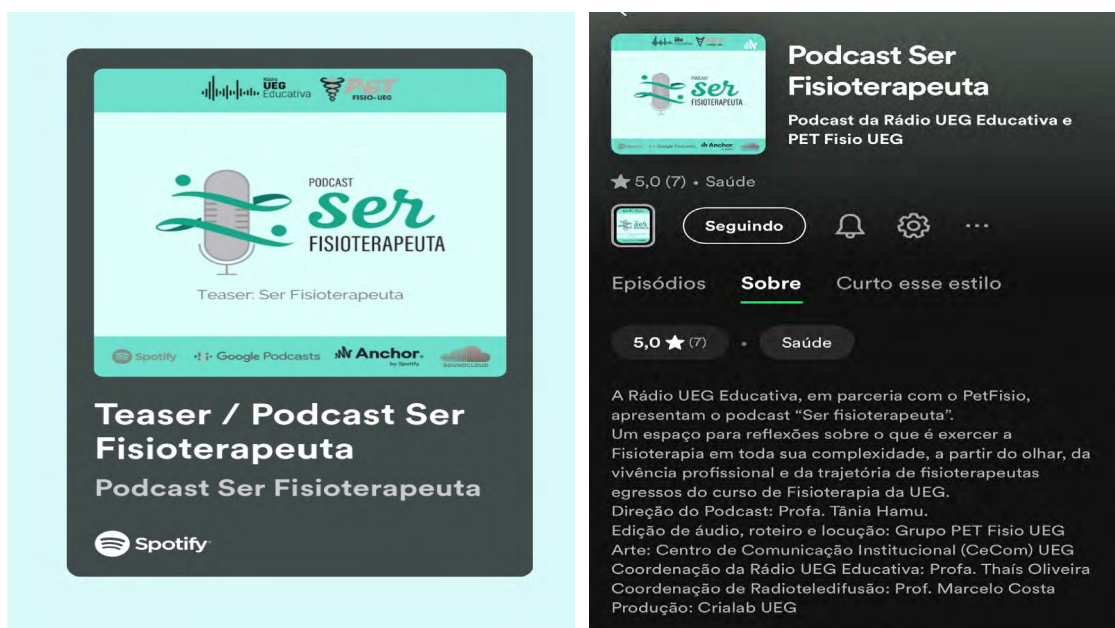 Rádio
UEG
Educativa
PET
FISIO-UEG
PODCAST
ser
FISIOTERAPEUTA
Teaser: Ser Fisioterapeuta
Spotify
Google Podcasts
Anchor.
by Spotify
SOUNDCLOUD
Teaser / Podcast Ser
Fisioterapeuta
Podcast Ser Fisioterapeuta
Spotify
PODCAST
ser
FISIOTERAPEUTA
Anchor
Podcast Ser
Fisioterapeuta
Podcast da Rádio UEG Educativa e
PET Fisio UEG
5,0 (7) • Saúde
Seguindo
Episódios Sobre Curto esse estilo
5,0 ★ (7) • Saúde
A Rádio UEG Educativa, em parceria com o PetFisio,
apresentam o podcast “Ser fisioterapeuta”.
Um espaço para reflexões sobre o que é exercer a
Fisioterapia em toda sua complexidade, a partir do olhar, da
vivência profissional e da trajetória de fisioterapeutas
egressos do curso de Fisioterapia da UEG.
Direção do Podcast: Profa. Tânia Hamu.
Edição de áudio, roteiro e locução: Grupo PET Fisio UEG
Arte: Centro de Comunicação Institucional (CeCom) UEG
Coordenação da Rádio UEG Educativa: Profa. Thaís Oliveira
Coordenação de Radioteledifusão: Prof. Marcelo Costa
Produção: Crialab UEG